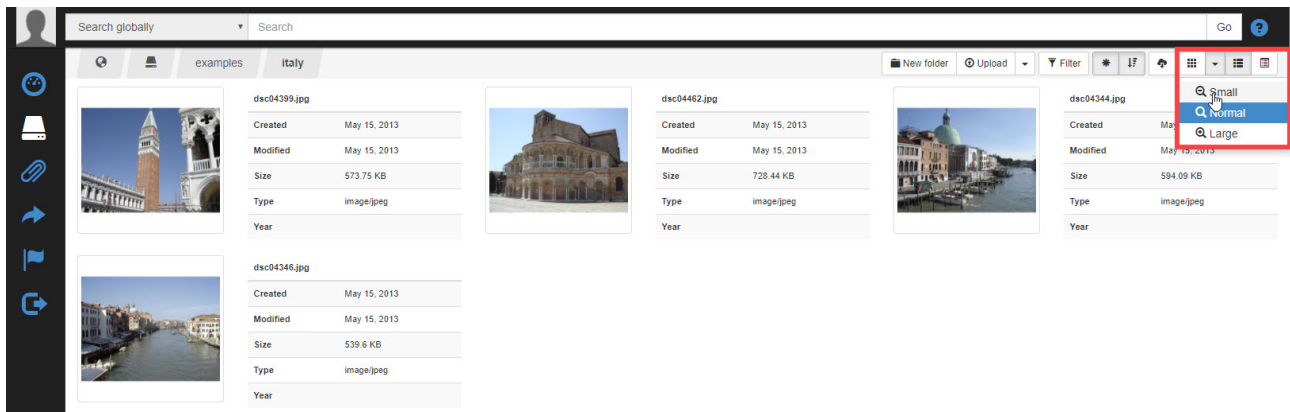 Search globally Search Go ?
examples italy New folder Upload Filter
Small
Normal
Large
dsc04399.jpg
Created May 15, 2013
Modified May 15, 2013
Size 573.75 KB
Type image/jpeg
Year
dsc04462.jpg
Created May 15, 2013
Modified May 15, 2013
Size 728.44 KB
Type image/jpeg
Year
dsc04344.jpg
Created May
Modified May 15, 2013
Size 594.09 KB
Type image/jpeg
Year
dsc04346.jpg
Created May 15, 2013
Modified May 15, 2013
Size 539.6 KB
Type image/jpeg
Year